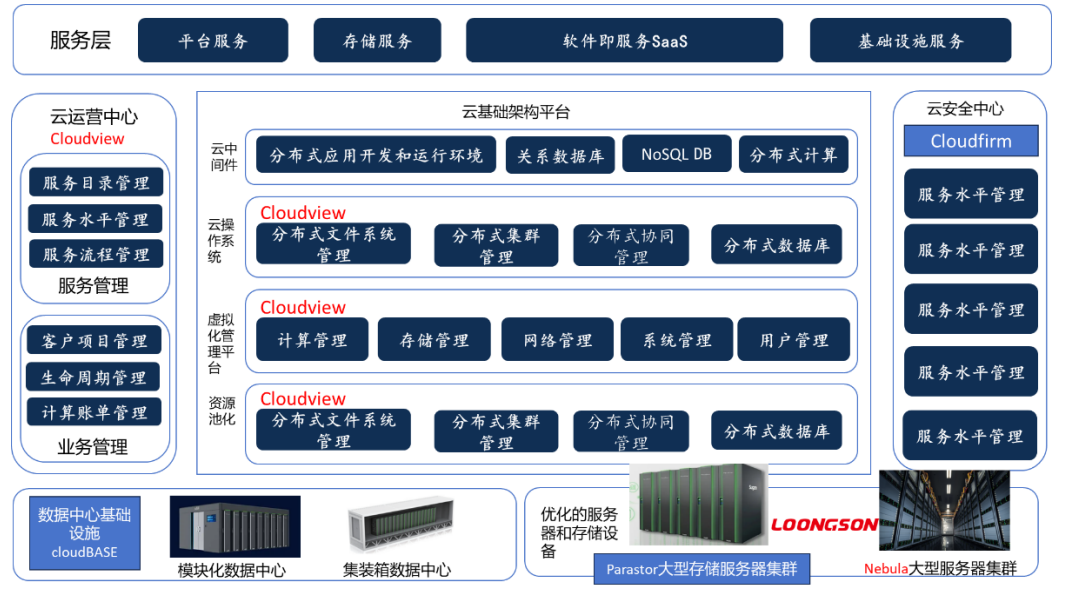 服务层
平台服务
存储服务
软件即服务SaaS
基础设施服务
云运营中心
Cloudview
服务目录管理
服务水平管理
服务流程管理
服务管理
客户项目管理
生命周期管理
计算账单管理
业务管理
云基础架构平台
云中
间件
分布式应用开发和运行环境
关系数据库
NoSQL DB
分布式计算
云操
作系
统
Cloudview
分布式文件系统
管理
分布式集群
管理
分布式协同
管理
分布式数据库
虚拟
化管
理平
台
Cloudview
计算管理
存储管理
网络管理
系统管理
用户管理
资源
池化
Cloudview
分布式文件系统
管理
分布式集群
管理
分布式协同
管理
分布式数据库
云安全中心
Cloudfirm
服务水平管理
服务水平管理
服务水平管理
服务水平管理
服务水平管理
数据中心基础
设施
cloudBASE
模块化数据中心
集装箱数据中心
优化的服务
器和存储设
备
LOONGSON
Parastor大型存储服务器集群
Nebula大型服务器集群